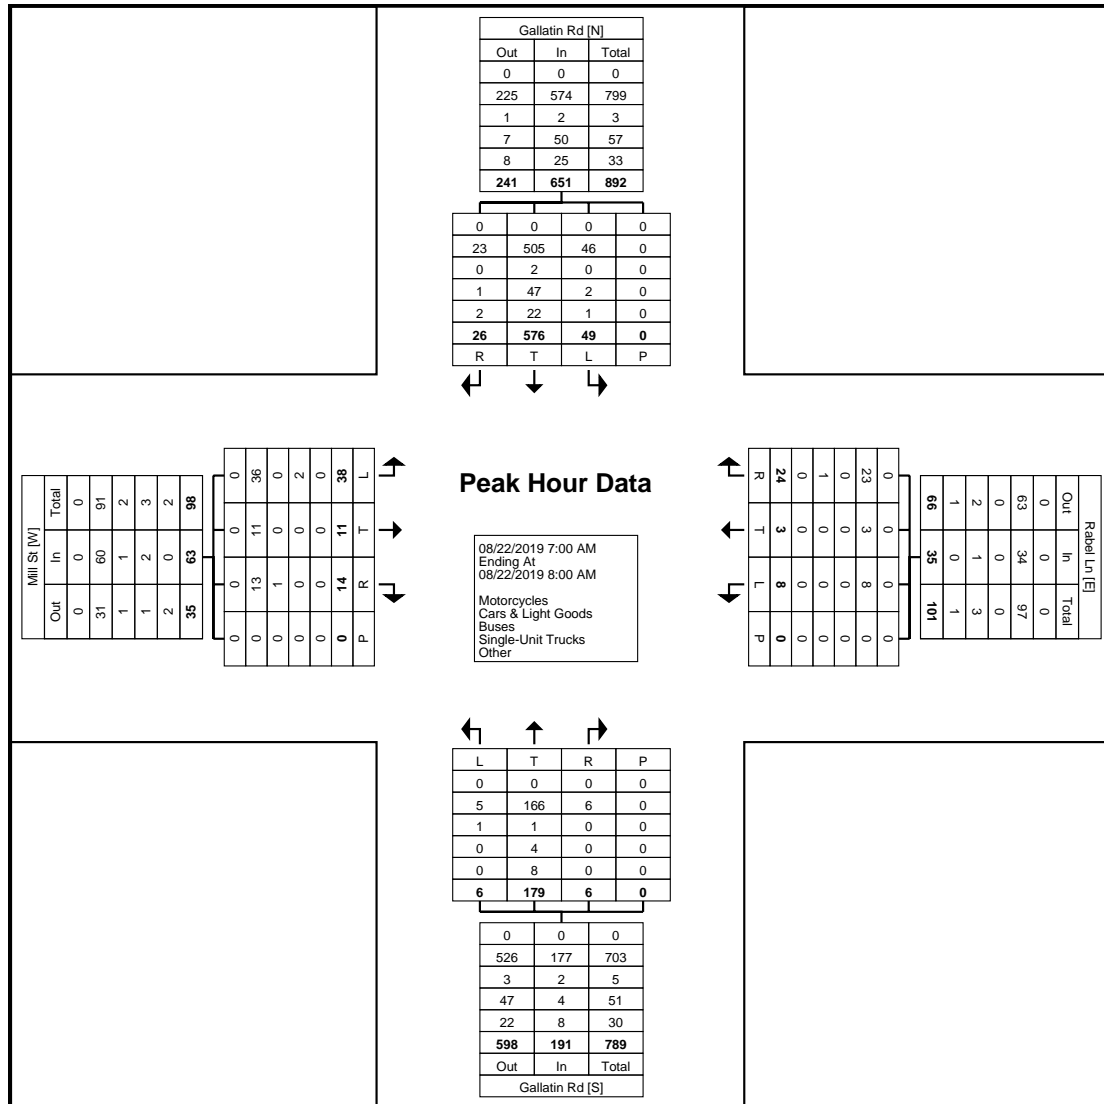 Gallatin Rd [N]
Out In Total
0 0 0
225 574 799
1 2 3
7 50 57
8 25 33
241 651 892
0 0 0 0
23 505 46 0
0 2 0 0
1 47 2 0
2 22 1 0
26 576 49 0
R T L P
Mill St [W]
Total 0 91 2 3 2 98
In 0 60 1 2 0 63
Out 0 31 1 1 2 35
0 36 0 2 0 38 L
0 11 0 0 0 11 T
0 13 1 0 0 14 R
0 0 0 0 0 0 P
Peak Hour Data
08/22/2019 7:00 AM
Ending At
08/22/2019 8:00 AM
Motorcycles
Cars & Light Goods
Buses
Single-Unit Trucks
Other
R 24 0 1 0 23 0
T 3 0 0 0 3 0
L 8 0 0 0 8 0
P 0 0 0 0 0 0
66 1 2 0 63 0 Out
35 0 1 0 34 0 In
101 1 3 0 97 0 Total
Rabel Ln [E]
L T R P
0 0 0 0
5 166 6 0
1 1 0 0
0 4 0 0
0 8 0 0
6 179 6 0
0 0 0
526 177 703
3 2 5
47 4 51
22 8 30
598 191 789
Out In Total
Gallatin Rd [S]